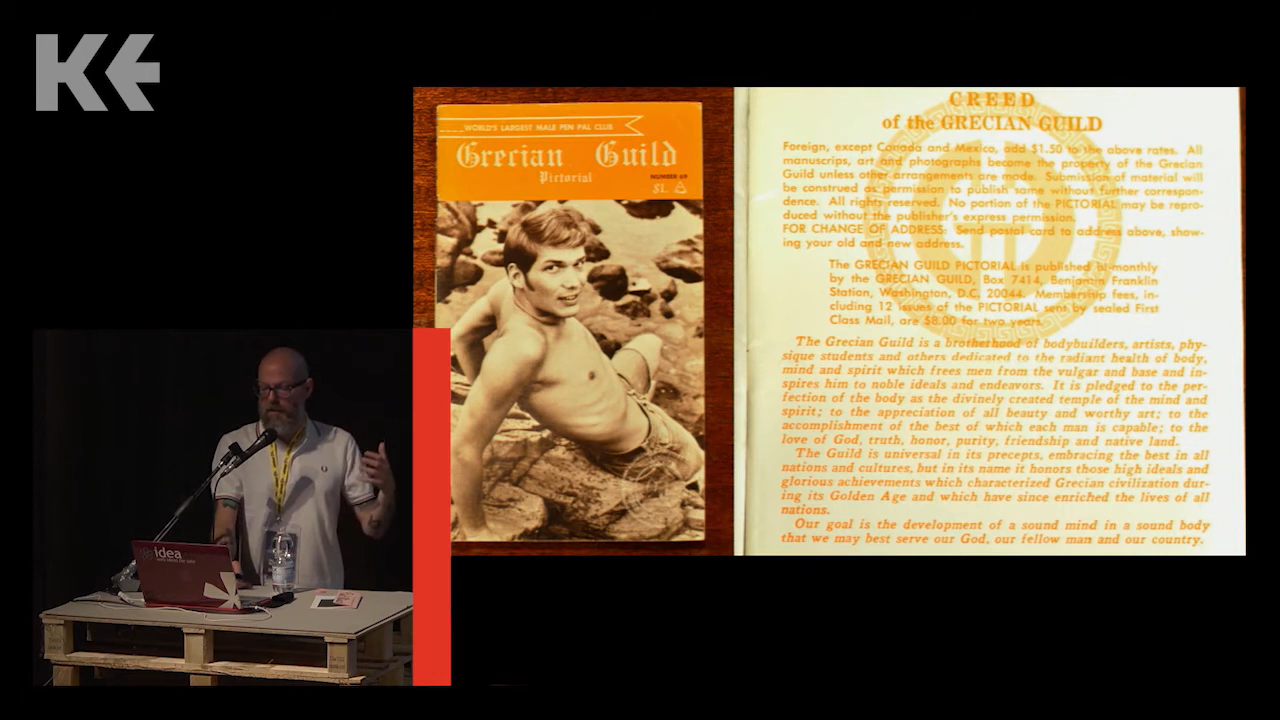 KE
WORLD'S LARGEST MALE PEN PAL CLUB
Grecian Guild
Pictorial
NUMBER 69
$1.
CREED
of the GRECIAN GUILD
Foreign, except Canada and Mexico, add $1.50 to the above rates. All
manuscrips, art and photographs become the property of the Grecian
Guild unless other arrangements are made. Submission of material will
be construed as permission to publish same without further correspon-
dence. All rights reserved. No portion of the PICTORIAL may be repro-
duced without the publisher's express permission.
FOR CHANGE OF ADDRESS: Send postal card to address above, show-
ing your old and new address.
The GRECIAN GUILD PICTORIAL is published bi-monthly
by the GRECIAN GUILD, Box 7414, Benjamin Franklin
Station, Washington, D.C. 20044. Membership fees, in-
cluding 12 issues of the PICTORIAL sent by sealed First
Class Mail, are $8.00 for two years.
The Grecian Guild is a brotherhood of bodybuilders, artists, phy-
sique students and others dedicated to the radiant health of body,
mind and spirit which frees men from the vulgar and base and in-
spires him to noble ideals and endeavors. It is pledged to the per-
fection of the body as the divinely created temple of the mind and
spirit; to the appreciation of all beauty and worthy art; to the
accomplishment of the best of which each man is capable; to the
love of God, truth, honor, purity, friendship and native land.
The Guild is universal in its precepts, embracing the best in all
nations and cultures, but in its name it honors those high ideals and
glorious achievements which characterized Grecian civilization dur-
ing its Golden Age and which have since enriched the lives of all
nations.
Our goal is the development of a sound mind in a sound body
that we may best serve our God, our fellow man and our country.
idea